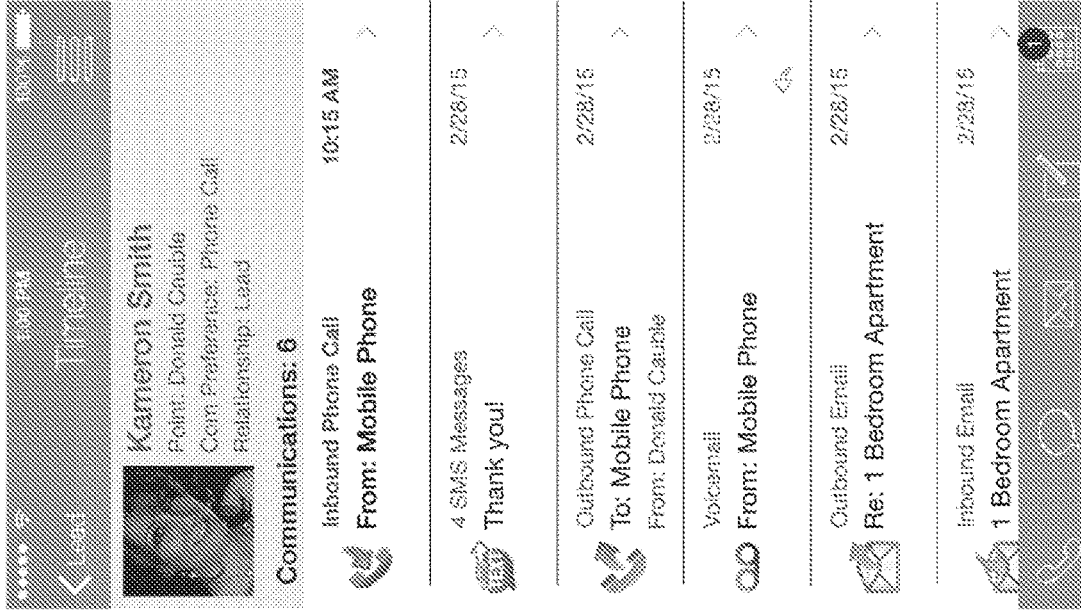 Timeline
Kameron Smith
Point: Donald Cauble
Com Preference: Phone Call
Relationship: Lead
Communications: 6
Inbound Phone Call
10:15 AM
From: Mobile Phone
4 SMS Messages
2/28/15
Thank you!
Outbound Phone Call
2/28/15
To: Mobile Phone
From: Donald Cauble
Voicemail
2/28/15
From: Mobile Phone
Outbound Email
2/28/15
Re: 1 Bedroom Apartment
Inbound Email
2/28/15
1 Bedroom Apartment